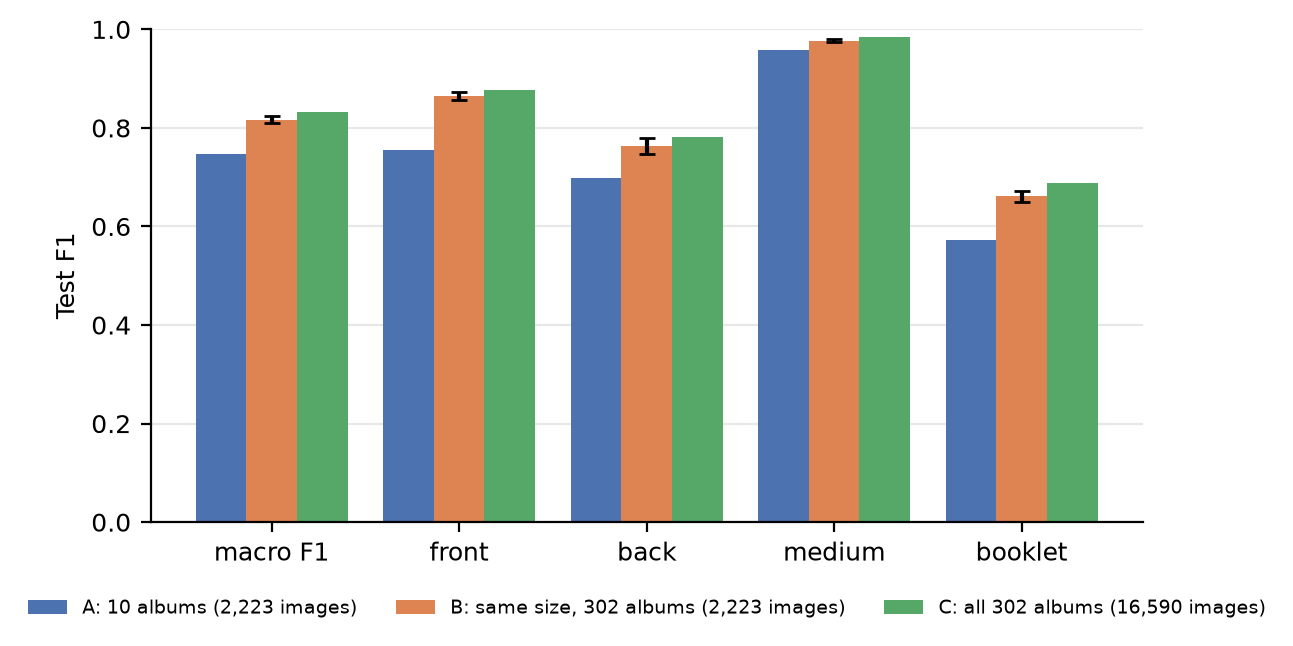 1.0
0.8
0.6
0.4
0.2
0.0
Test F1
macro F1
front
back
medium
booklet
A: 10 albums (2,223 images)
B: same size, 302 albums (2,223 images)
C: all 302 albums (16,590 images)